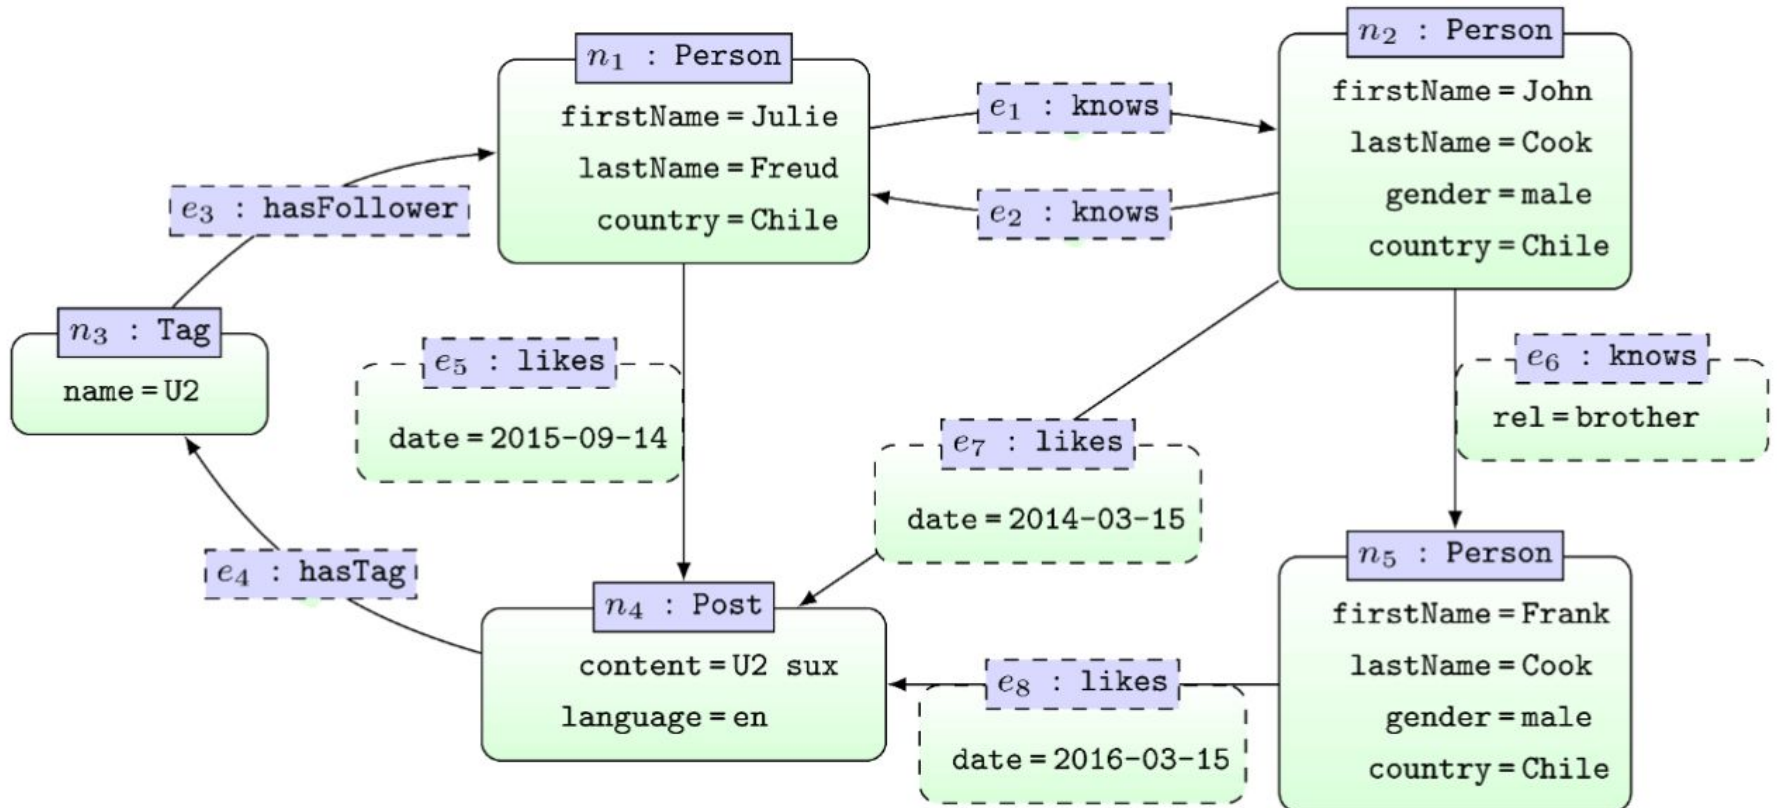 n₁ : Person
firstName = Julie
lastName = Freud
country = Chile
e₁ : knows
e₂ : knows
n₂ : Person
firstName = John
lastName = Cook
gender = male
country = Chile
e₃ : hasFollower
n₃ : Tag
name = U2
e₅ : likes
date = 2015-09-14
e₇ : likes
date = 2014-03-15
e₆ : knows
rel = brother
e₄ : hasTag
n₄ : Post
content = U2 sux
language = en
e₈ : likes
date = 2016-03-15
n₅ : Person
firstName = Frank
lastName = Cook
gender = male
country = Chile